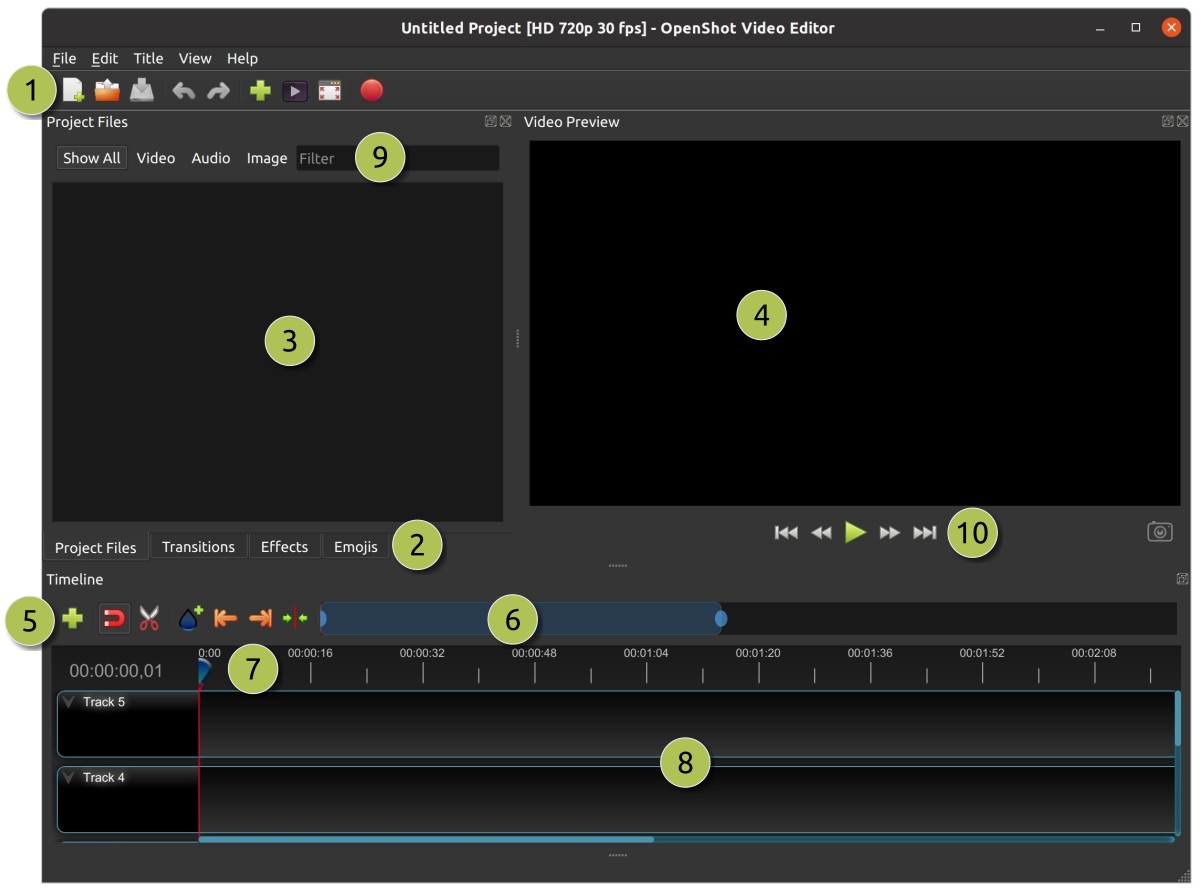 Untitled Project [HD 720p 30 fps] - OpenShot Video Editor
File Edit Title View Help
1
Project Files
Video Preview
Show All Video Audio Image Filter 9
3
4
10
Project Files Transitions Effects Emojis 2
Timeline
5 6
0:00 00:00:16 00:00:32 00:00:48 00:01:04 00:01:20 00:01:36 00:01:52 00:02:08
00:00:00,01 7
Track 5
8
Track 4